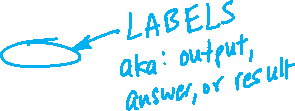 LABELS
aka: output,
answer, or result